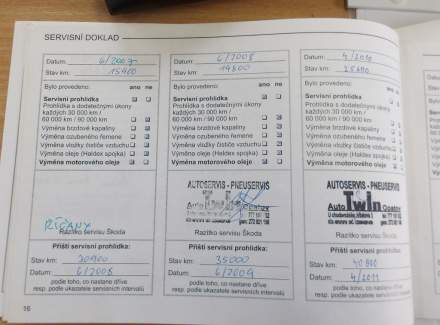 SERVISNÍ DOKLAD
Datum: 6/2007
Stav km: 15400
Bylo provedeno: ano ne
Servisní prohlídka
Prohlídka s dodatečnými úkony
každých 30 000 km /
60 000 km / 90 000 km
Výměna brzdové kapaliny
Výměna ozubeného řemene
Výměna vložky čističe vzduchu
Výměna oleje (Haldex spojka)
Výměna motorového oleje
ŘÍČANY
Razítko servisu Škoda
Příští servisní prohlídka:
Stav km: 30900
Datum: 6/2008
podle toho, co nastane dříve
resp. podle ukazatele servisních intervalů
16
Datum: 6/2008
Stav km: 19800
Bylo provedeno: ano ne
Servisní prohlídka
Prohlídka s dodatečnými úkony
každých 30 000 km /
60 000 km / 90 000 km
Výměna brzdové kapaliny
Výměna ozubeného řemene
Výměna vložky čističe vzduchu
Výměna oleje (Haldex spojka)
Výměna motorového oleje
AUTOSERVIS - PNEUSERVIS
Auto Twin
Razítko servisu Škoda
Příští servisní prohlídka:
Stav km: 35000
Datum: 6/2009
podle toho, co nastane dříve
resp. podle ukazatele servisních intervalů
Datum: 4/2010
Stav km:
Bylo provedeno: ano ne
Servisní prohlídka
Prohlídka s dodatečnými úkony
každých 30 000 km /
60 000 km / 90 000 km
Výměna brzdové kapaliny
Výměna ozubeného řemene
Výměna vložky čističe vzduchu
Výměna oleje (Haldex spojka)
Výměna motorového oleje
AUTOSERVIS - PNEUSERVIS
Auto Twin
Razítko servisu Škoda
Příští servisní prohlídka:
Stav km:
Datum: 4/2011
podle toho, co nastane dříve
resp. podle ukazatele servisních intervalů